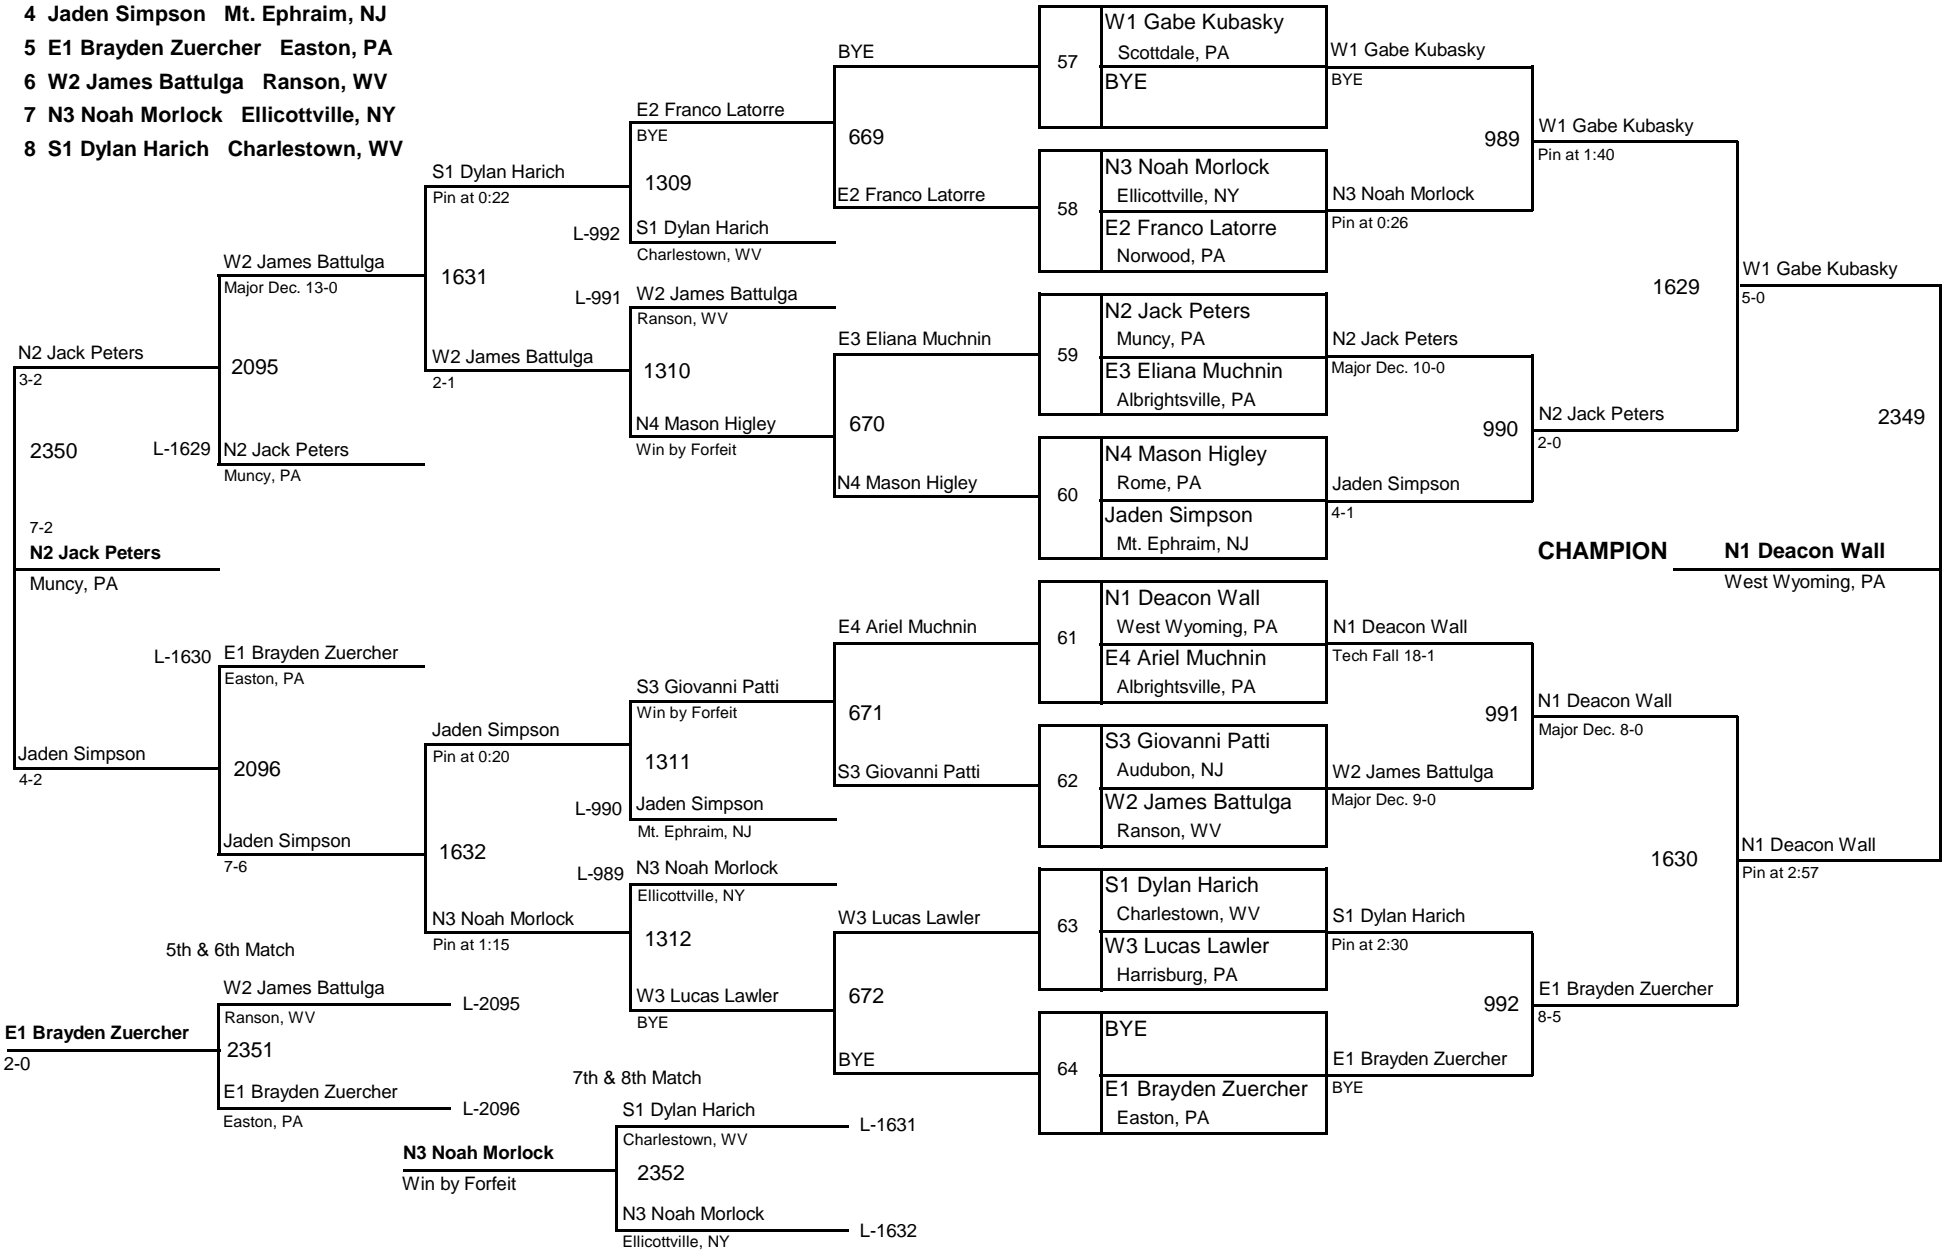 4 Jaden Simpson Mt. Ephraim, NJ
5 E1 Brayden Zuercher Easton, PA
6 W2 James Battulga Ranson, WV
7 N3 Noah Morlock Ellicottville, NY
8 S1 Dylan Harich Charlestown, WV
N2 Jack Peters
3-2
2350
7-2
N2 Jack Peters
Muncy, PA
Jaden Simpson
4-2
W2 James Battulga
Major Dec. 13-0
2095
L-1629 N2 Jack Peters
Muncy, PA
L-1630 E1 Brayden Zuercher
Easton, PA
2096
Jaden Simpson
7-6
5th & 6th Match
W2 James Battulga L-2095
Ranson, WV
E1 Brayden Zuercher
2-0
2351
E1 Brayden Zuercher L-2096
Easton, PA
S1 Dylan Harich
Pin at 0:22
1631
W2 James Battulga
2-1
Jaden Simpson
Pin at 0:20
1632
N3 Noah Morlock
Pin at 1:15
E2 Franco Latorre
BYE
1309
L-992 S1 Dylan Harich
Charlestown, WV
L-991 W2 James Battulga
Ranson, WV
1310
N4 Mason Higley
Win by Forfeit
S3 Giovanni Patti
Win by Forfeit
1311
L-990 Jaden Simpson
Mt. Ephraim, NJ
L-989 N3 Noah Morlock
Ellicottville, NY
1312
W3 Lucas Lawler
BYE
7th & 8th Match
S1 Dylan Harich L-1631
Charlestown, WV
N3 Noah Morlock
Win by Forfeit
2352
N3 Noah Morlock L-1632
Ellicottville, NY
BYE
669
E2 Franco Latorre
E3 Eliana Muchnin
670
N4 Mason Higley
E4 Ariel Muchnin
671
S3 Giovanni Patti
W3 Lucas Lawler
672
BYE
57
W1 Gabe Kubasky
Scottdale, PA
BYE
58
N3 Noah Morlock
Ellicottville, NY
E2 Franco Latorre
Norwood, PA
59
N2 Jack Peters
Muncy, PA
E3 Eliana Muchnin
Albrightsville, PA
60
N4 Mason Higley
Rome, PA
Jaden Simpson
Mt. Ephraim, NJ
61
N1 Deacon Wall
West Wyoming, PA
E4 Ariel Muchnin
Albrightsville, PA
62
S3 Giovanni Patti
Audubon, NJ
W2 James Battulga
Ranson, WV
63
S1 Dylan Harich
Charlestown, WV
W3 Lucas Lawler
Harrisburg, PA
64
BYE
E1 Brayden Zuercher
Easton, PA
W1 Gabe Kubasky
BYE
989
N3 Noah Morlock
Pin at 0:26
N2 Jack Peters
Major Dec. 10-0
990
Jaden Simpson
4-1
N1 Deacon Wall
Tech Fall 18-1
991
W2 James Battulga
Major Dec. 9-0
S1 Dylan Harich
Pin at 2:30
992
E1 Brayden Zuercher
BYE
W1 Gabe Kubasky
Pin at 1:40
1629
N2 Jack Peters
2-0
N1 Deacon Wall
Major Dec. 8-0
1630
E1 Brayden Zuercher
8-5
W1 Gabe Kubasky
5-0
2349
CHAMPION N1 Deacon Wall
West Wyoming, PA
N1 Deacon Wall
Pin at 2:57